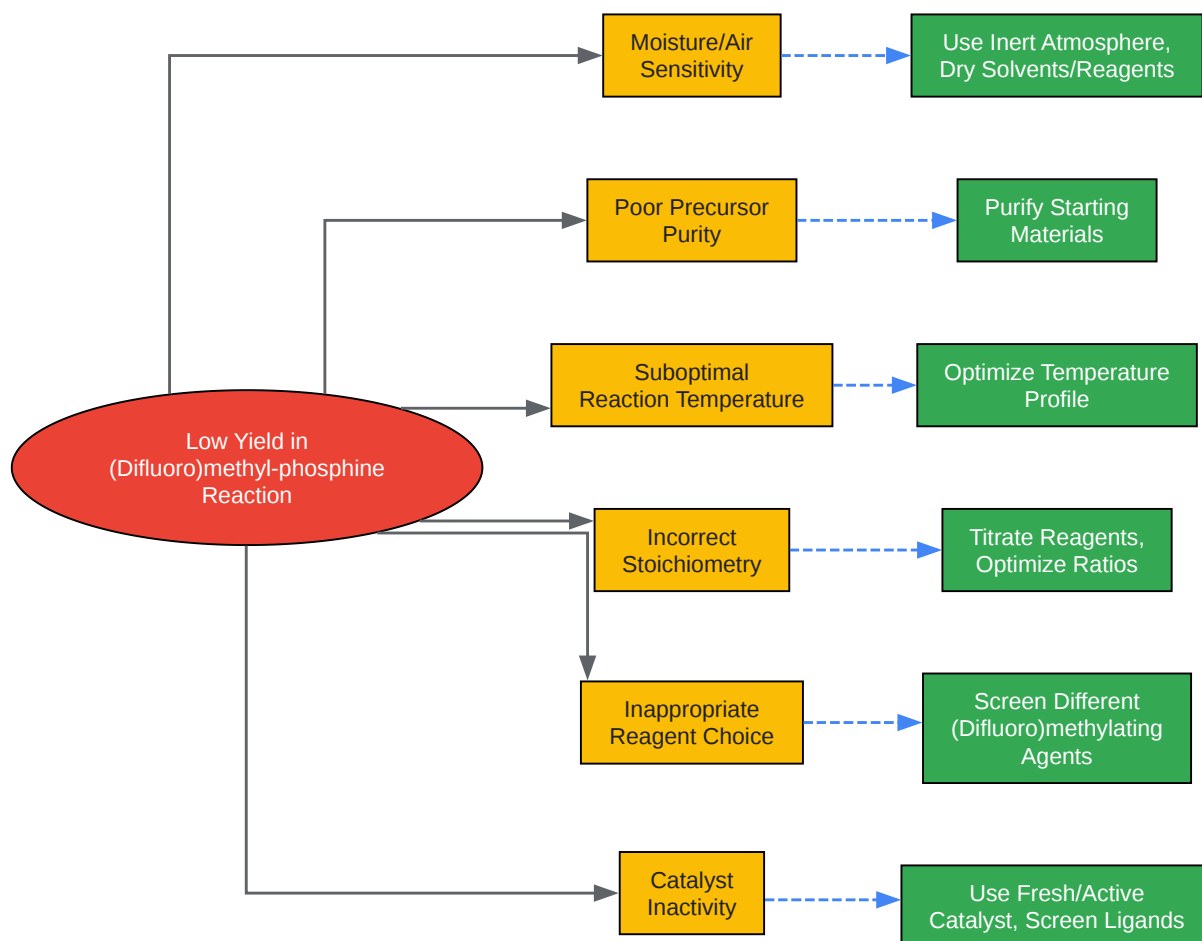 Moisture/Air
Sensitivity
Use Inert Atmosphere,
Dry Solvents/Reagents
Poor Precursor
Purity
Purify Starting
Materials
Suboptimal
Reaction Temperature
Optimize Temperature
Profile
Low Yield in
(Difluoro)methyl-phosphine
Reaction
Incorrect
Stoichiometry
Titrate Reagents,
Optimize Ratios
Inappropriate
Reagent Choice
Screen Different
(Difluoro)methylating
Agents
Catalyst
Inactivity
Use Fresh/Active
Catalyst, Screen Ligands